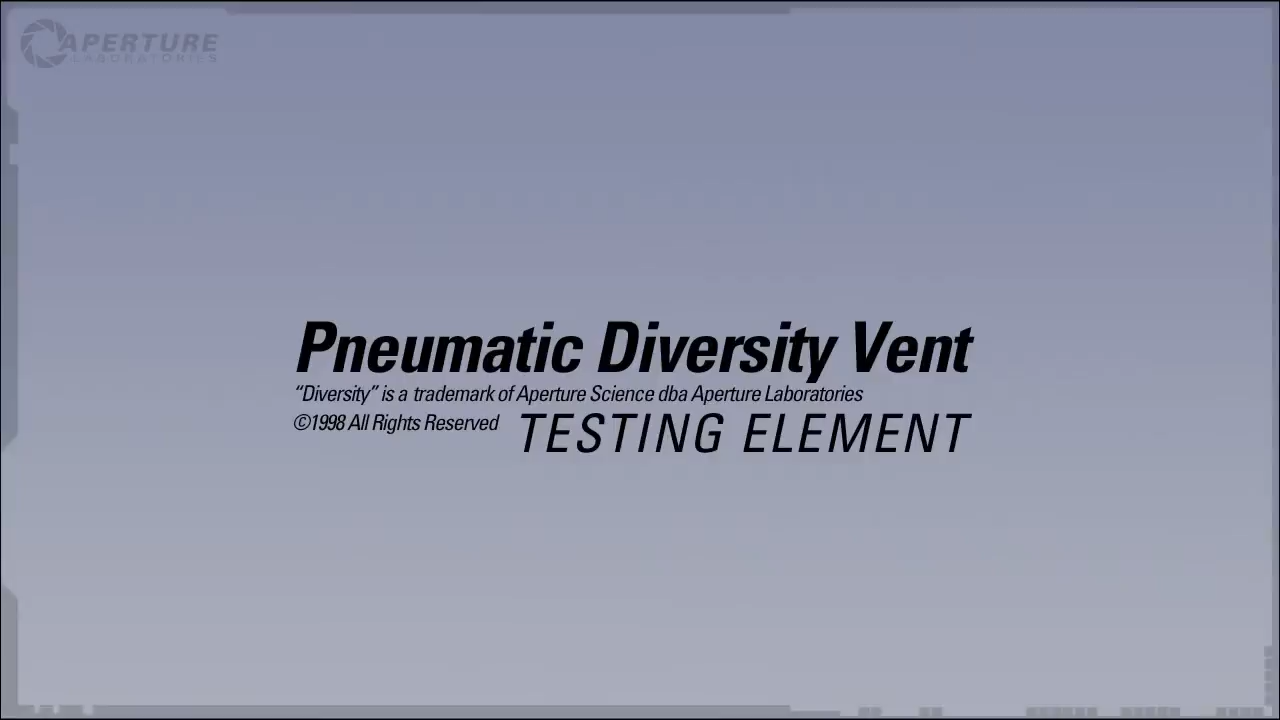 APERTURE
LABORATORIES
Pneumatic Diversity Vent
“Diversity” is a trademark of Aperture Science dba Aperture Laboratories
©1998 All Rights Reserved TESTING ELEMENT